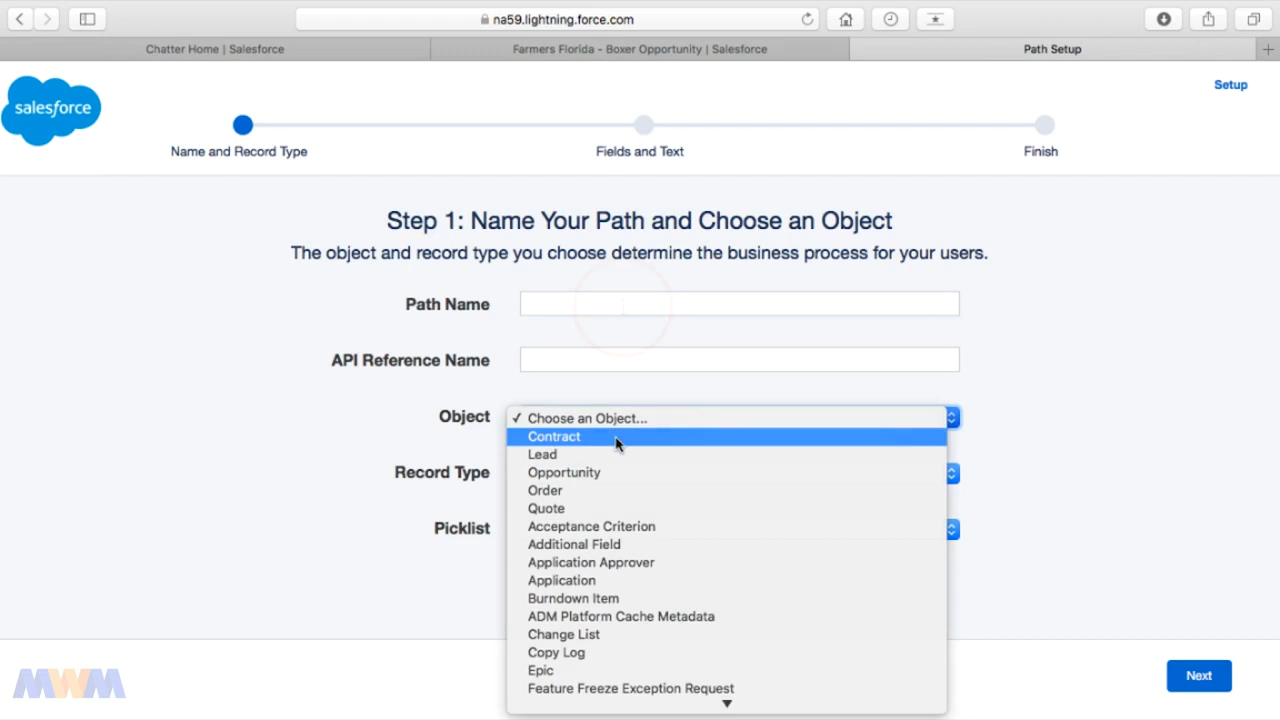 na59.lightning.force.com
Chatter Home | Salesforce
Farmers Florida - Boxer Opportunity | Salesforce
Path Setup
salesforce
Setup
Name and Record Type
Fields and Text
Finish
Step 1: Name Your Path and Choose an Object
The object and record type you choose determine the business process for your users.
Path Name
API Reference Name
Object
✓ Choose an Object...
Contract
Lead
Opportunity
Record Type
Order
Quote
Picklist
Acceptance Criterion
Additional Field
Application Approver
Application
Burndown Item
ADM Platform Cache Metadata
Change List
Copy Log
Epic
Feature Freeze Exception Request
MWM
Next